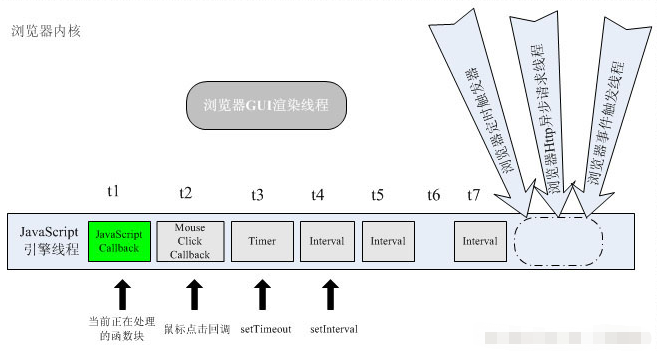 浏览器内核
浏览器GUI渲染线程
浏览器定时触发器
浏览器Http异步请求线程
浏览器事件触发线程
t1
t2
t3
t4
t5
t6
t7
JavaScript
引擎线程
JavaScript
Callback
Mouse
Click
Callback
Timer
Interval
Interval
Interval
当前正在处理
的函数块
鼠标点击回调
setTimeout
setInterval